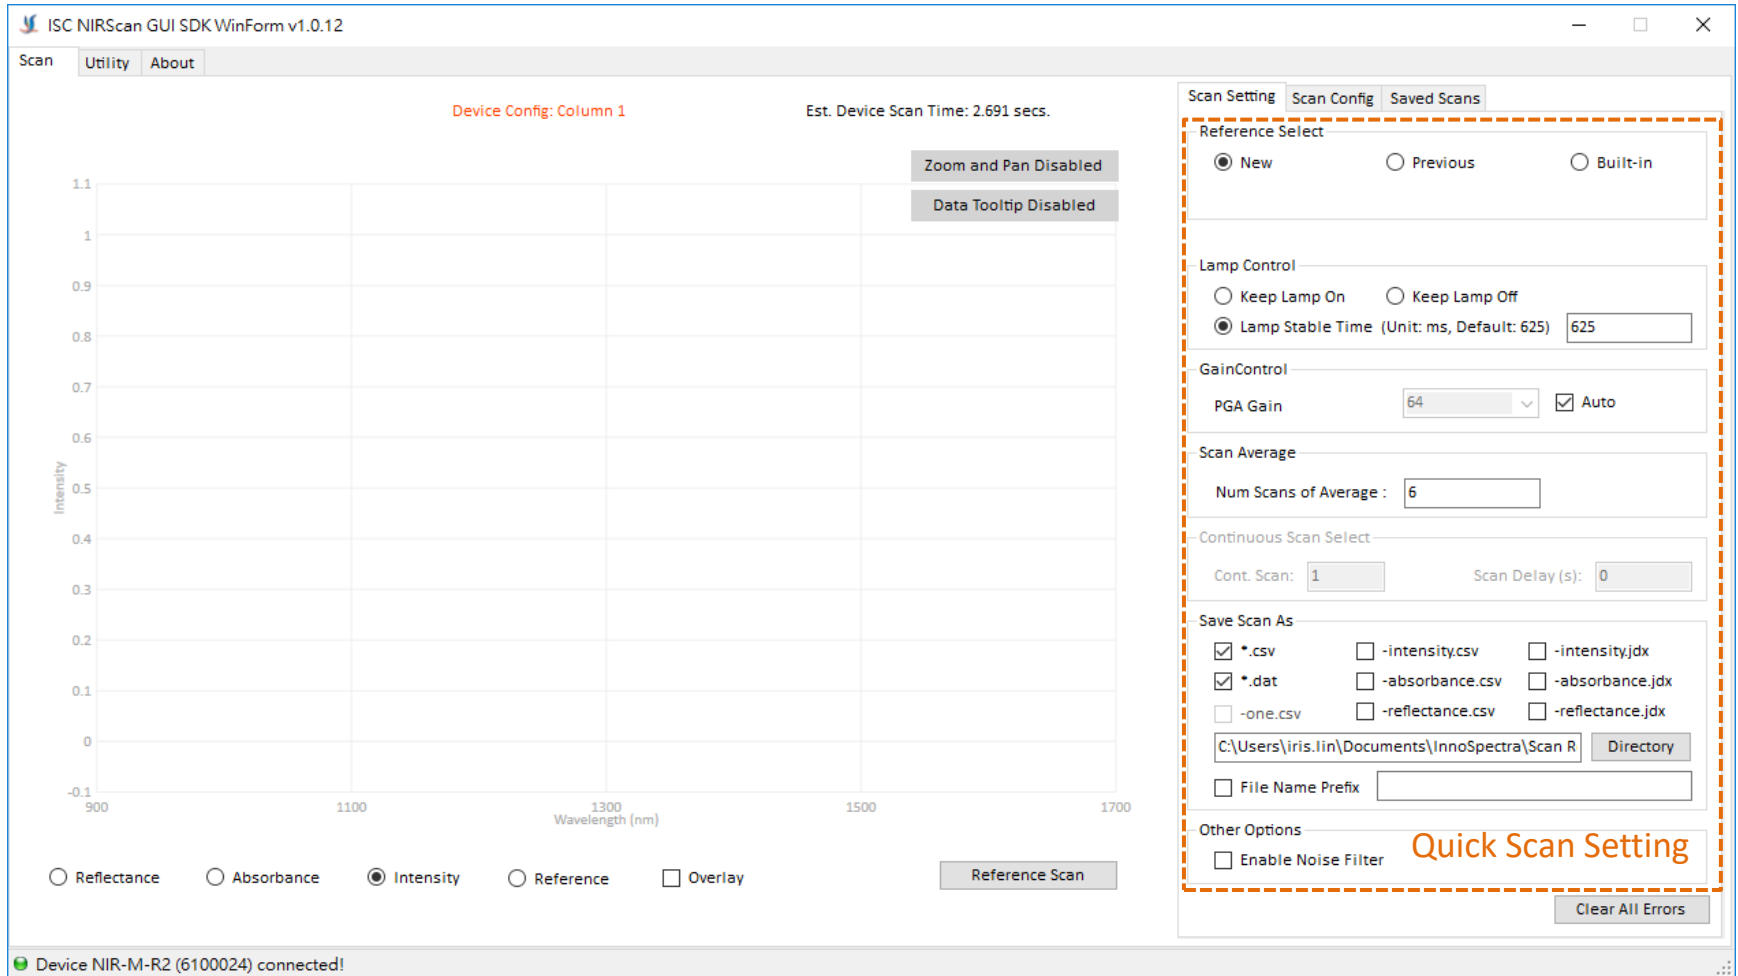 ISC NIRScan GUI SDK WinForm v1.0.12
Scan Utility About
Device Config: Column 1 Est. Device Scan Time: 2.691 secs.
Zoom and Pan Disabled
Data Tooltip Disabled
1.1
1
0.9
0.8
0.7
0.6
0.5
0.4
0.3
0.2
0.1
0
-0.1
Intensity
900 1100 1300 1500 1700
Wavelength (nm)
Reflectance Absorbance Intensity Reference Overlay
Reference Scan
Scan Setting Scan Config Saved Scans
Reference Select
New Previous Built-in
Lamp Control
Keep Lamp On Keep Lamp Off
Lamp Stable Time (Unit: ms, Default: 625) 625
GainControl
PGA Gain 64 Auto
Scan Average
Num Scans of Average : 6
Continuous Scan Select
Cont. Scan: 1 Scan Delay (s): 0
Save Scan As
*.csv -intensity.csv -intensity.jdx
*.dat -absorbance.csv -absorbance.jdx
-one.csv -reflectance.csv -reflectance.jdx
C:\Users\iris.lin\Documents\InnoSpectra\Scan R Directory
File Name Prefix
Other Options
Enable Noise Filter
Quick Scan Setting
Clear All Errors
Device NIR-M-R2 (6100024) connected!